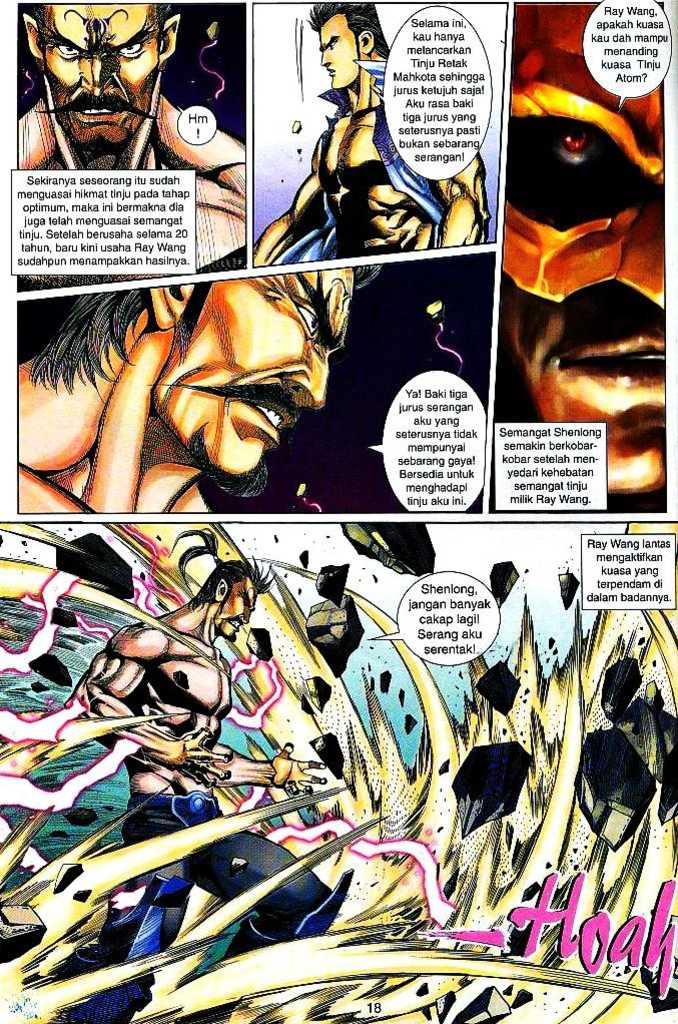 Hm
!
Sekiranya seseorang itu sudah
menguasai hikmat tinju pada tahap
optimum, maka ini bermakna dia
juga telah menguasai semangat
tinju. Setelah berusaha selama 20
tahun, baru kini usaha Ray Wang
sudahpun menampakkan hasilnya.
Selama ini,
kau hanya
melancarkan
Tinju Retak
Mahkota sehingga
jurus ketujuh saja!
Aku rasa baki
tiga jurus yang
seterusnya pasti
bukan sebarang
serangan!
Ray Wang,
apakah kuasa
kau dah mampu
menanding
kuasa TInju
Atom?
Semangat Shenlong
semakin berkobar-
kobar setelah men-
yedari kehebatan
semangat tinju
milik Ray Wang.
Ya! Baki tiga
jurus serangan
aku yang
seterusnya tidak
mempunyai
sebarang gaya!
Bersedia untuk
menghadapi
tinju aku ini.
Ray Wang lantas
mengaktifkan
kuasa yang
terpendam di
dalam badannya.
Shenlong,
jangan banyak
cakap lagi!
Serang aku
serentak!
Hoah
18